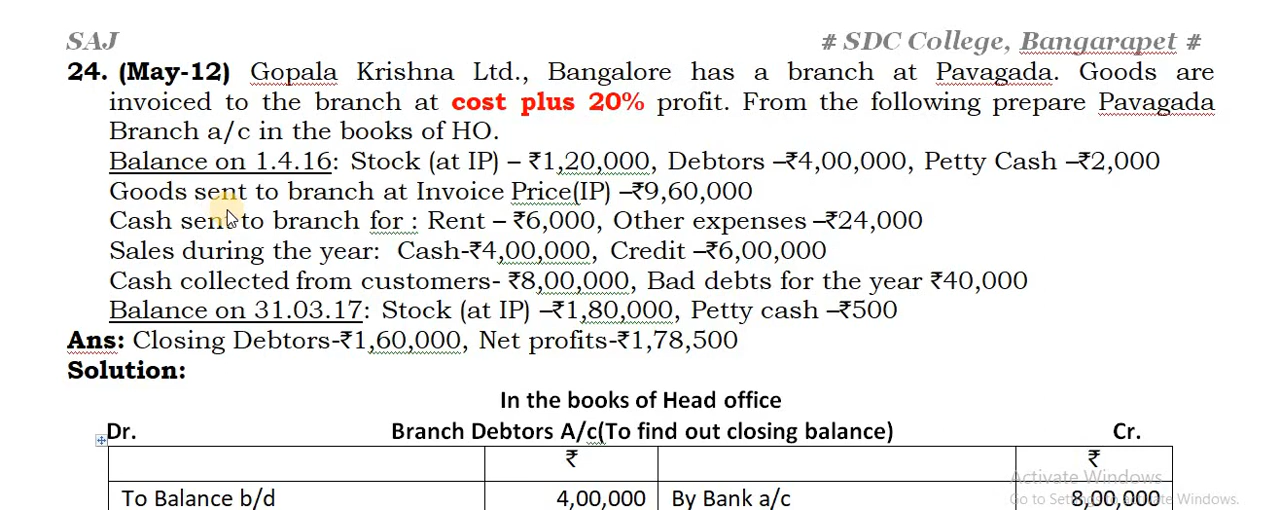 SAJ # SDC College, Bangarapet #
24. (May-12) Gopala Krishna Ltd., Bangalore has a branch at Pavagada. Goods are
invoiced to the branch at cost plus 20% profit. From the following prepare Pavagada
Branch a/c in the books of HO.
Balance on 1.4.16: Stock (at IP) – ₹1,20,000, Debtors –₹4,00,000, Petty Cash –₹2,000
Goods sent to branch at Invoice Price(IP) –₹9,60,000
Cash sent to branch for : Rent – ₹6,000, Other expenses –₹24,000
Sales during the year: Cash-₹4,00,000, Credit –₹6,00,000
Cash collected from customers- ₹8,00,000, Bad debts for the year ₹40,000
Balance on 31.03.17: Stock (at IP) –₹1,80,000, Petty cash –₹500
Ans: Closing Debtors-₹1,60,000, Net profits-₹1,78,500
Solution:
In the books of Head office
Dr. Branch Debtors A/c(To find out closing balance) Cr.
₹ ₹
Activate Windows
To Balance b/d 4,00,000 By Bank a/c 8,00,000
Go to Settings to activate Windows.